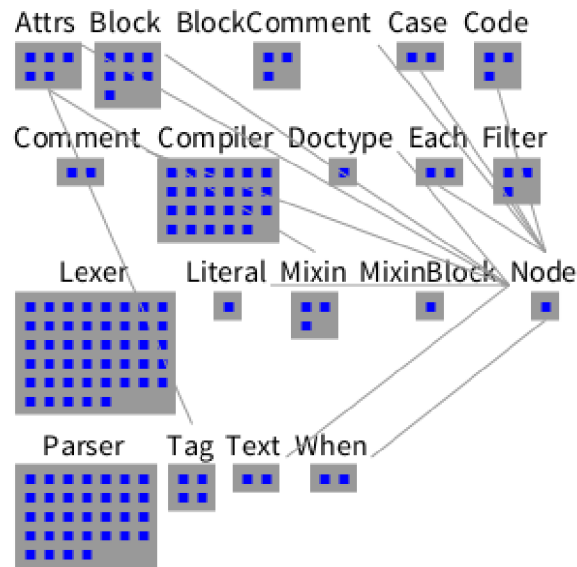 Attrs Block BlockComment Case Code
Comment Compiler Doctype Each Filter
Lexer Literal Mixin MixinBlock Node
Parser Tag Text When